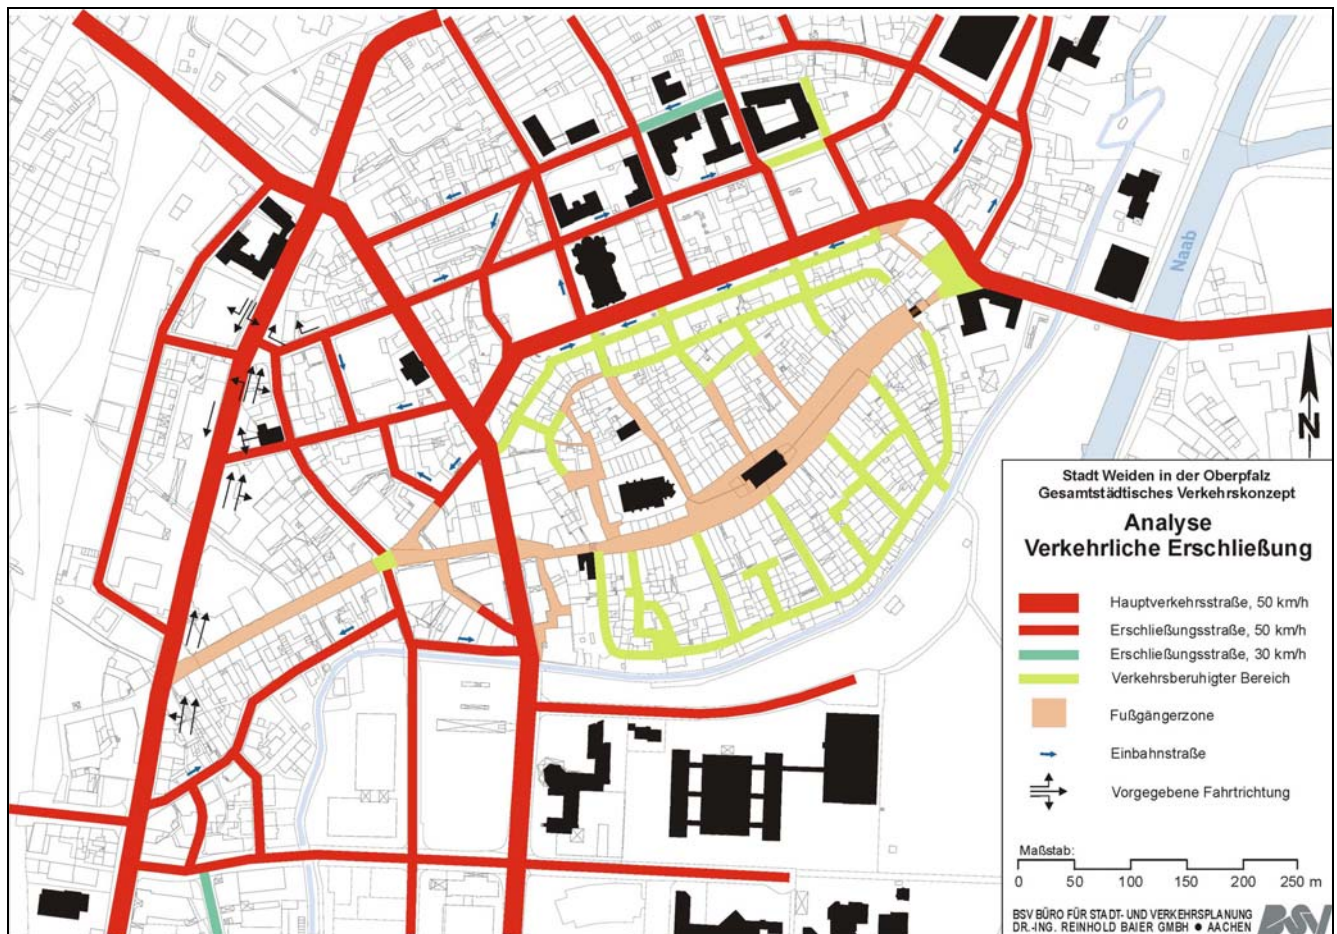 Naab
N
Stadt Weiden in der Oberpfalz
Gesamtstädtisches Verkehrskonzept
Analyse
Verkehrliche Erschließung
Hauptverkehrsstraße, 50 km/h
Erschließungsstraße, 50 km/h
Erschließungsstraße, 30 km/h
Verkehrsberuhigter Bereich
Fußgängerzone
Einbahnstraße
Vorgegebene Fahrtrichtung
Maßstab:
0 50 100 150 200 250 m
BSV BÜRO FÜR STADT- UND VERKEHRSPLANUNG
DR.-ING. REINHOLD BAIER GMBH ● AACHEN
BSV